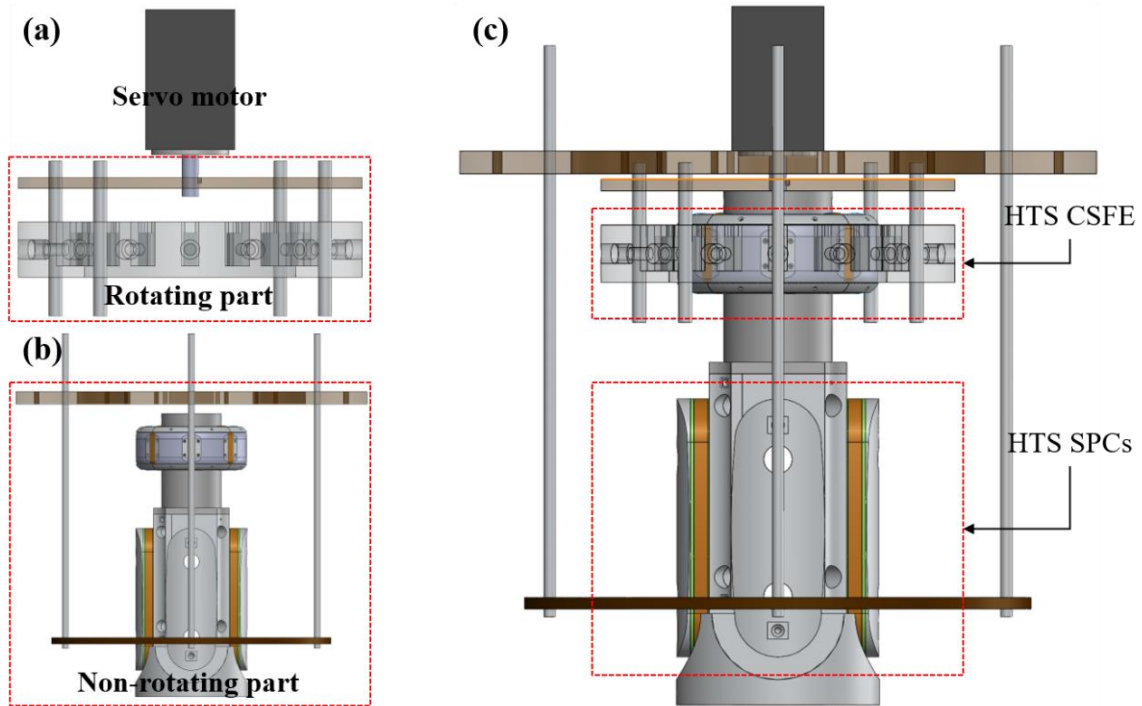 (a)
Servo motor
Rotating part
(b)
Non-rotating part
(c)
HTS CSFE
HTS SPCs